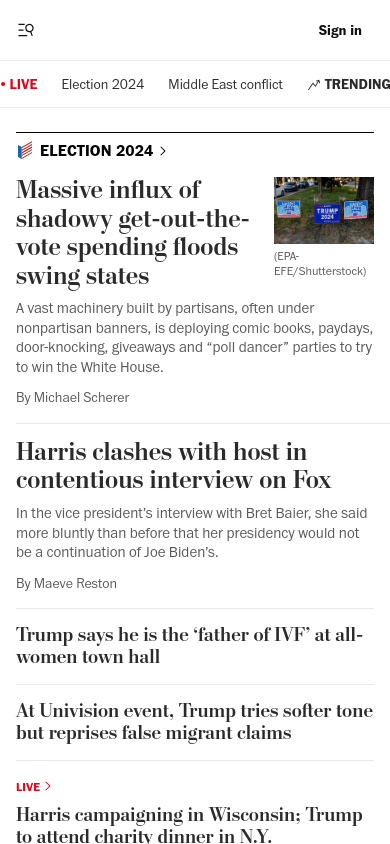 Sign in
• LIVE Election 2024 Middle East conflict TRENDING
ELECTION 2024
Massive influx of
shadowy get-out-the-
vote spending floods
swing states
TRUMP
2024
(EPA-
EFE/Shutterstock)
A vast machinery built by partisans, often under
nonpartisan banners, is deploying comic books, paydays,
door-knocking, giveaways and “poll dancer” parties to try
to win the White House.
By Michael Scherer
Harris clashes with host in
contentious interview on Fox
In the vice president’s interview with Bret Baier, she said
more bluntly than before that her presidency would not
be a continuation of Joe Biden’s.
By Maeve Reston
Trump says he is the ‘father of IVF’ at all-
women town hall
At Univision event, Trump tries softer tone
but reprises false migrant claims
LIVE
Harris campaigning in Wisconsin; Trump
to attend charity dinner in N.Y.